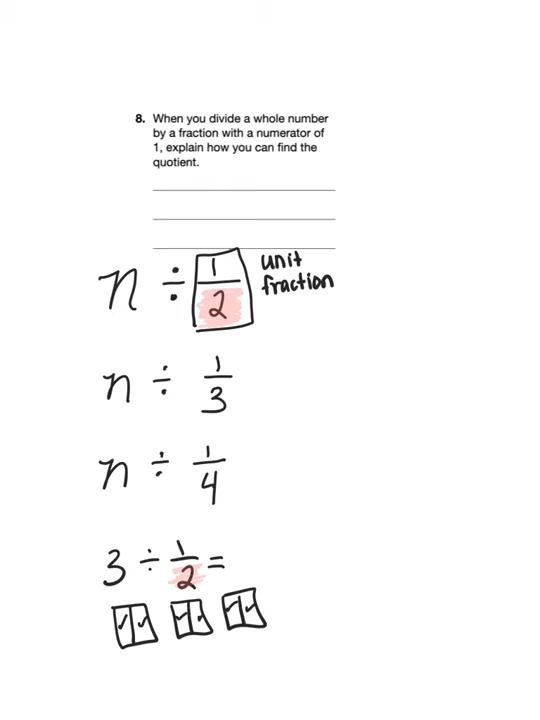 8. When you divide a whole number
by a fraction with a numerator of
1, explain how you can find the
quotient.
n ÷ 1/2 unit
fraction
n ÷ 1/3
n ÷ 1/4
3 ÷ 1/2 =